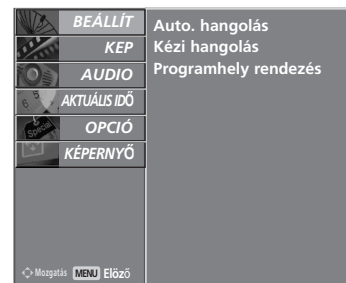 BEÁLLÍT
KEP
AUDIO
AKTUÁLIS IDŐ
OPCIÓ
KÉPERNYŐ
Auto. hangolás
Kézi hangolás
Programhely rendezés
Mozgatás MENU Előző